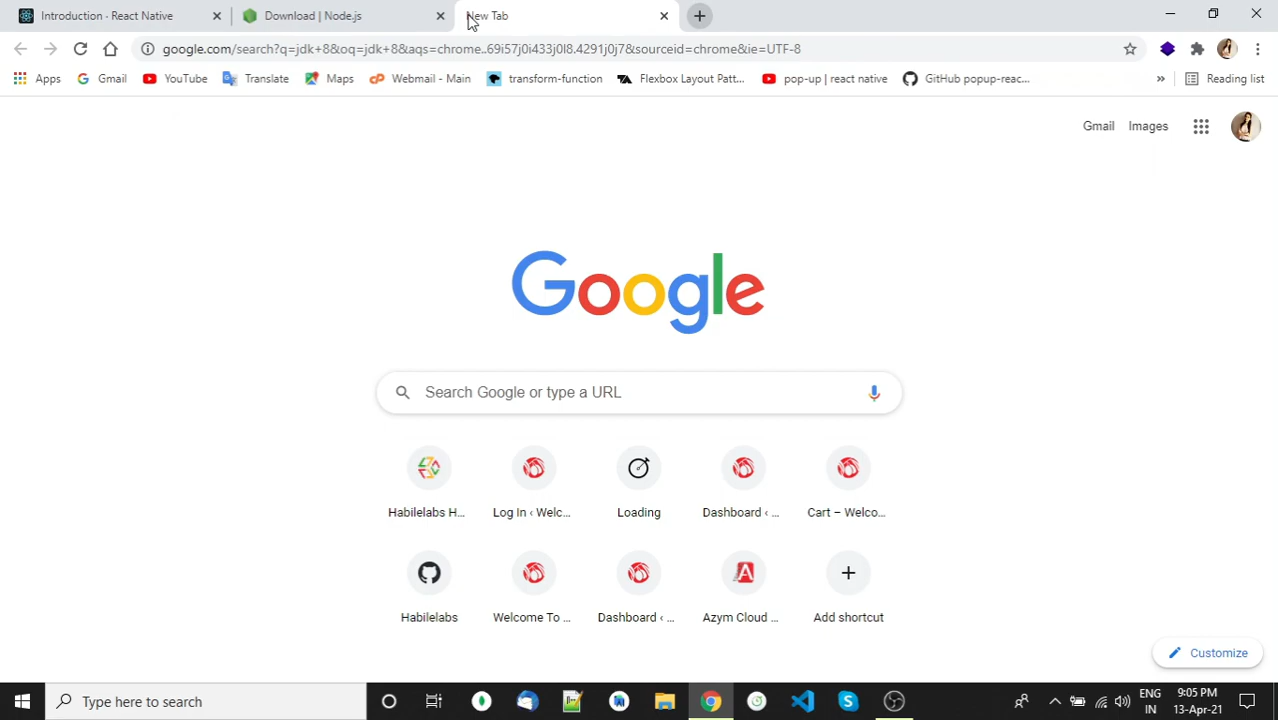 Introduction · React Native
Download | Node.js
New Tab
google.com/search?q=jdk+8&oq=jdk+8&aqs=chrome..69i57j0i433j0l8.4291j0j7&sourceid=chrome&ie=UTF-8
Apps
Gmail
YouTube
Translate
Maps
Webmail - Main
transform-function
Flexbox Layout Patt...
pop-up | react native
GitHub popup-reac...
»
Reading list
Gmail
Images
Google
Search Google or type a URL
Habilelabs H...
Log In ‹ Welc...
Loading
Dashboard ‹ ...
Cart – Welco...
Habilelabs
Welcome To ...
Dashboard ‹ ...
Azym Cloud ...
Add shortcut
Customize
Type here to search
ENG
IN
9:05 PM
13-Apr-21